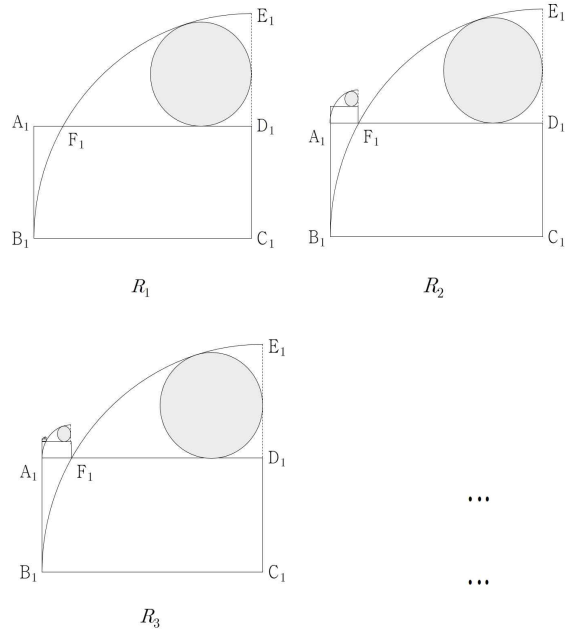 E₁
A₁ F₁ D₁
B₁ C₁
R₁
E₁
A₁ F₁ D₁
B₁ C₁
R₂
E₁
A₁ F₁ D₁
B₁ C₁
R₃
...
...